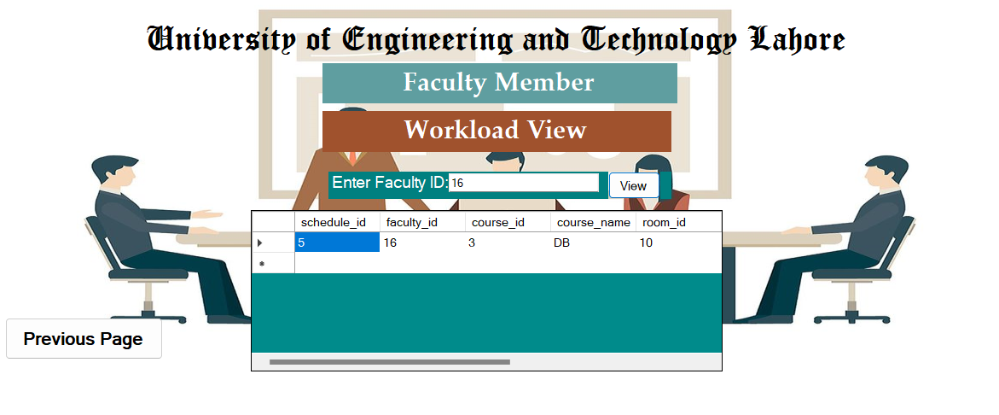 University of Engineering and Technology Lahore
Faculty Member
Workload View
Enter Faculty ID: 16 View
schedule_id faculty_id course_id course_name room_id
5 16 3 DB 10
Previous Page